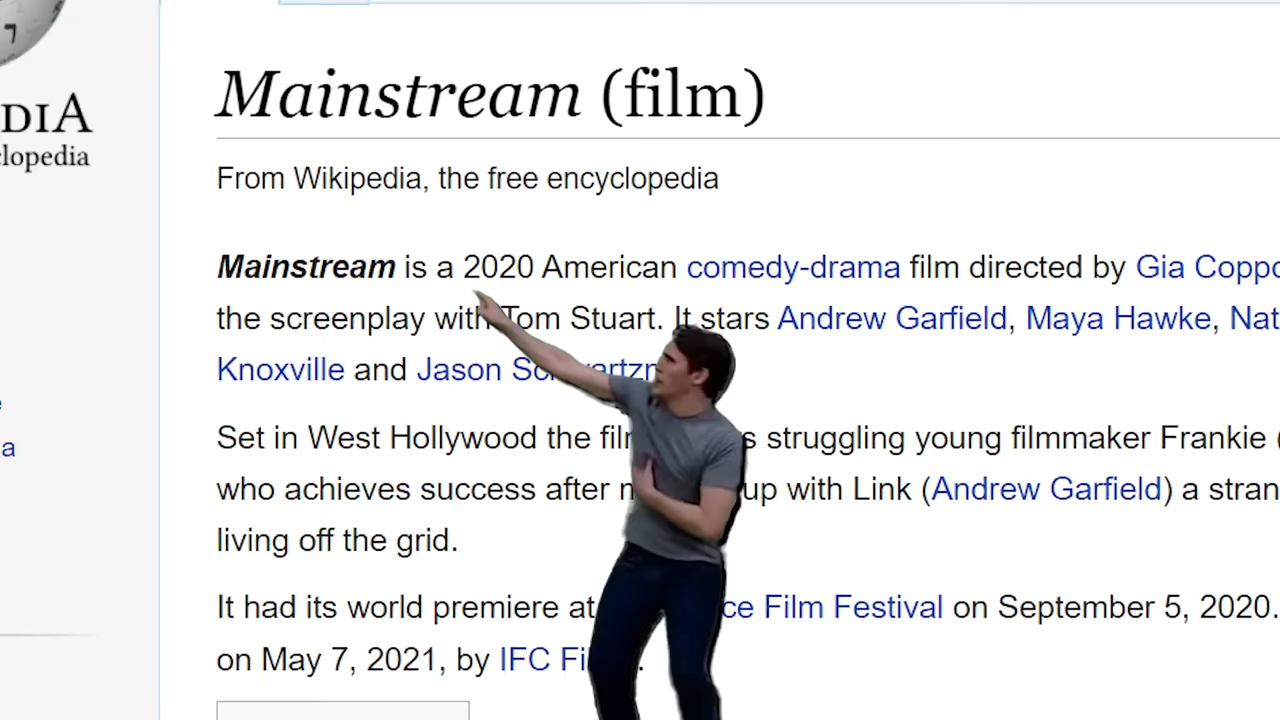 DIA
clopedia
Mainstream (film)
From Wikipedia, the free encyclopedia
Mainstream is a 2020 American comedy-drama film directed by Gia Coppo
the screenplay with Tom Stuart. It stars Andrew Garfield, Maya Hawke, Nat
Knoxville and Jason
a
Set in West Hollywood the struggling young filmmaker Frankie (
who achieves success after up with Link (Andrew Garfield) a stran
living off the grid.
It had its world premiere at Film Festival on September 5, 2020.
on May 7, 2021, by IFC